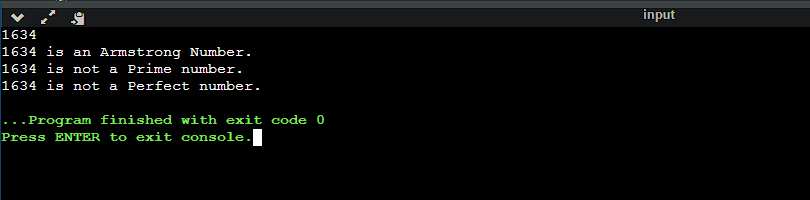 input
1634
1634 is an Armstrong Number.
1634 is not a Prime number.
1634 is not a Perfect number.
...Program finished with exit code 0
Press ENTER to exit console.